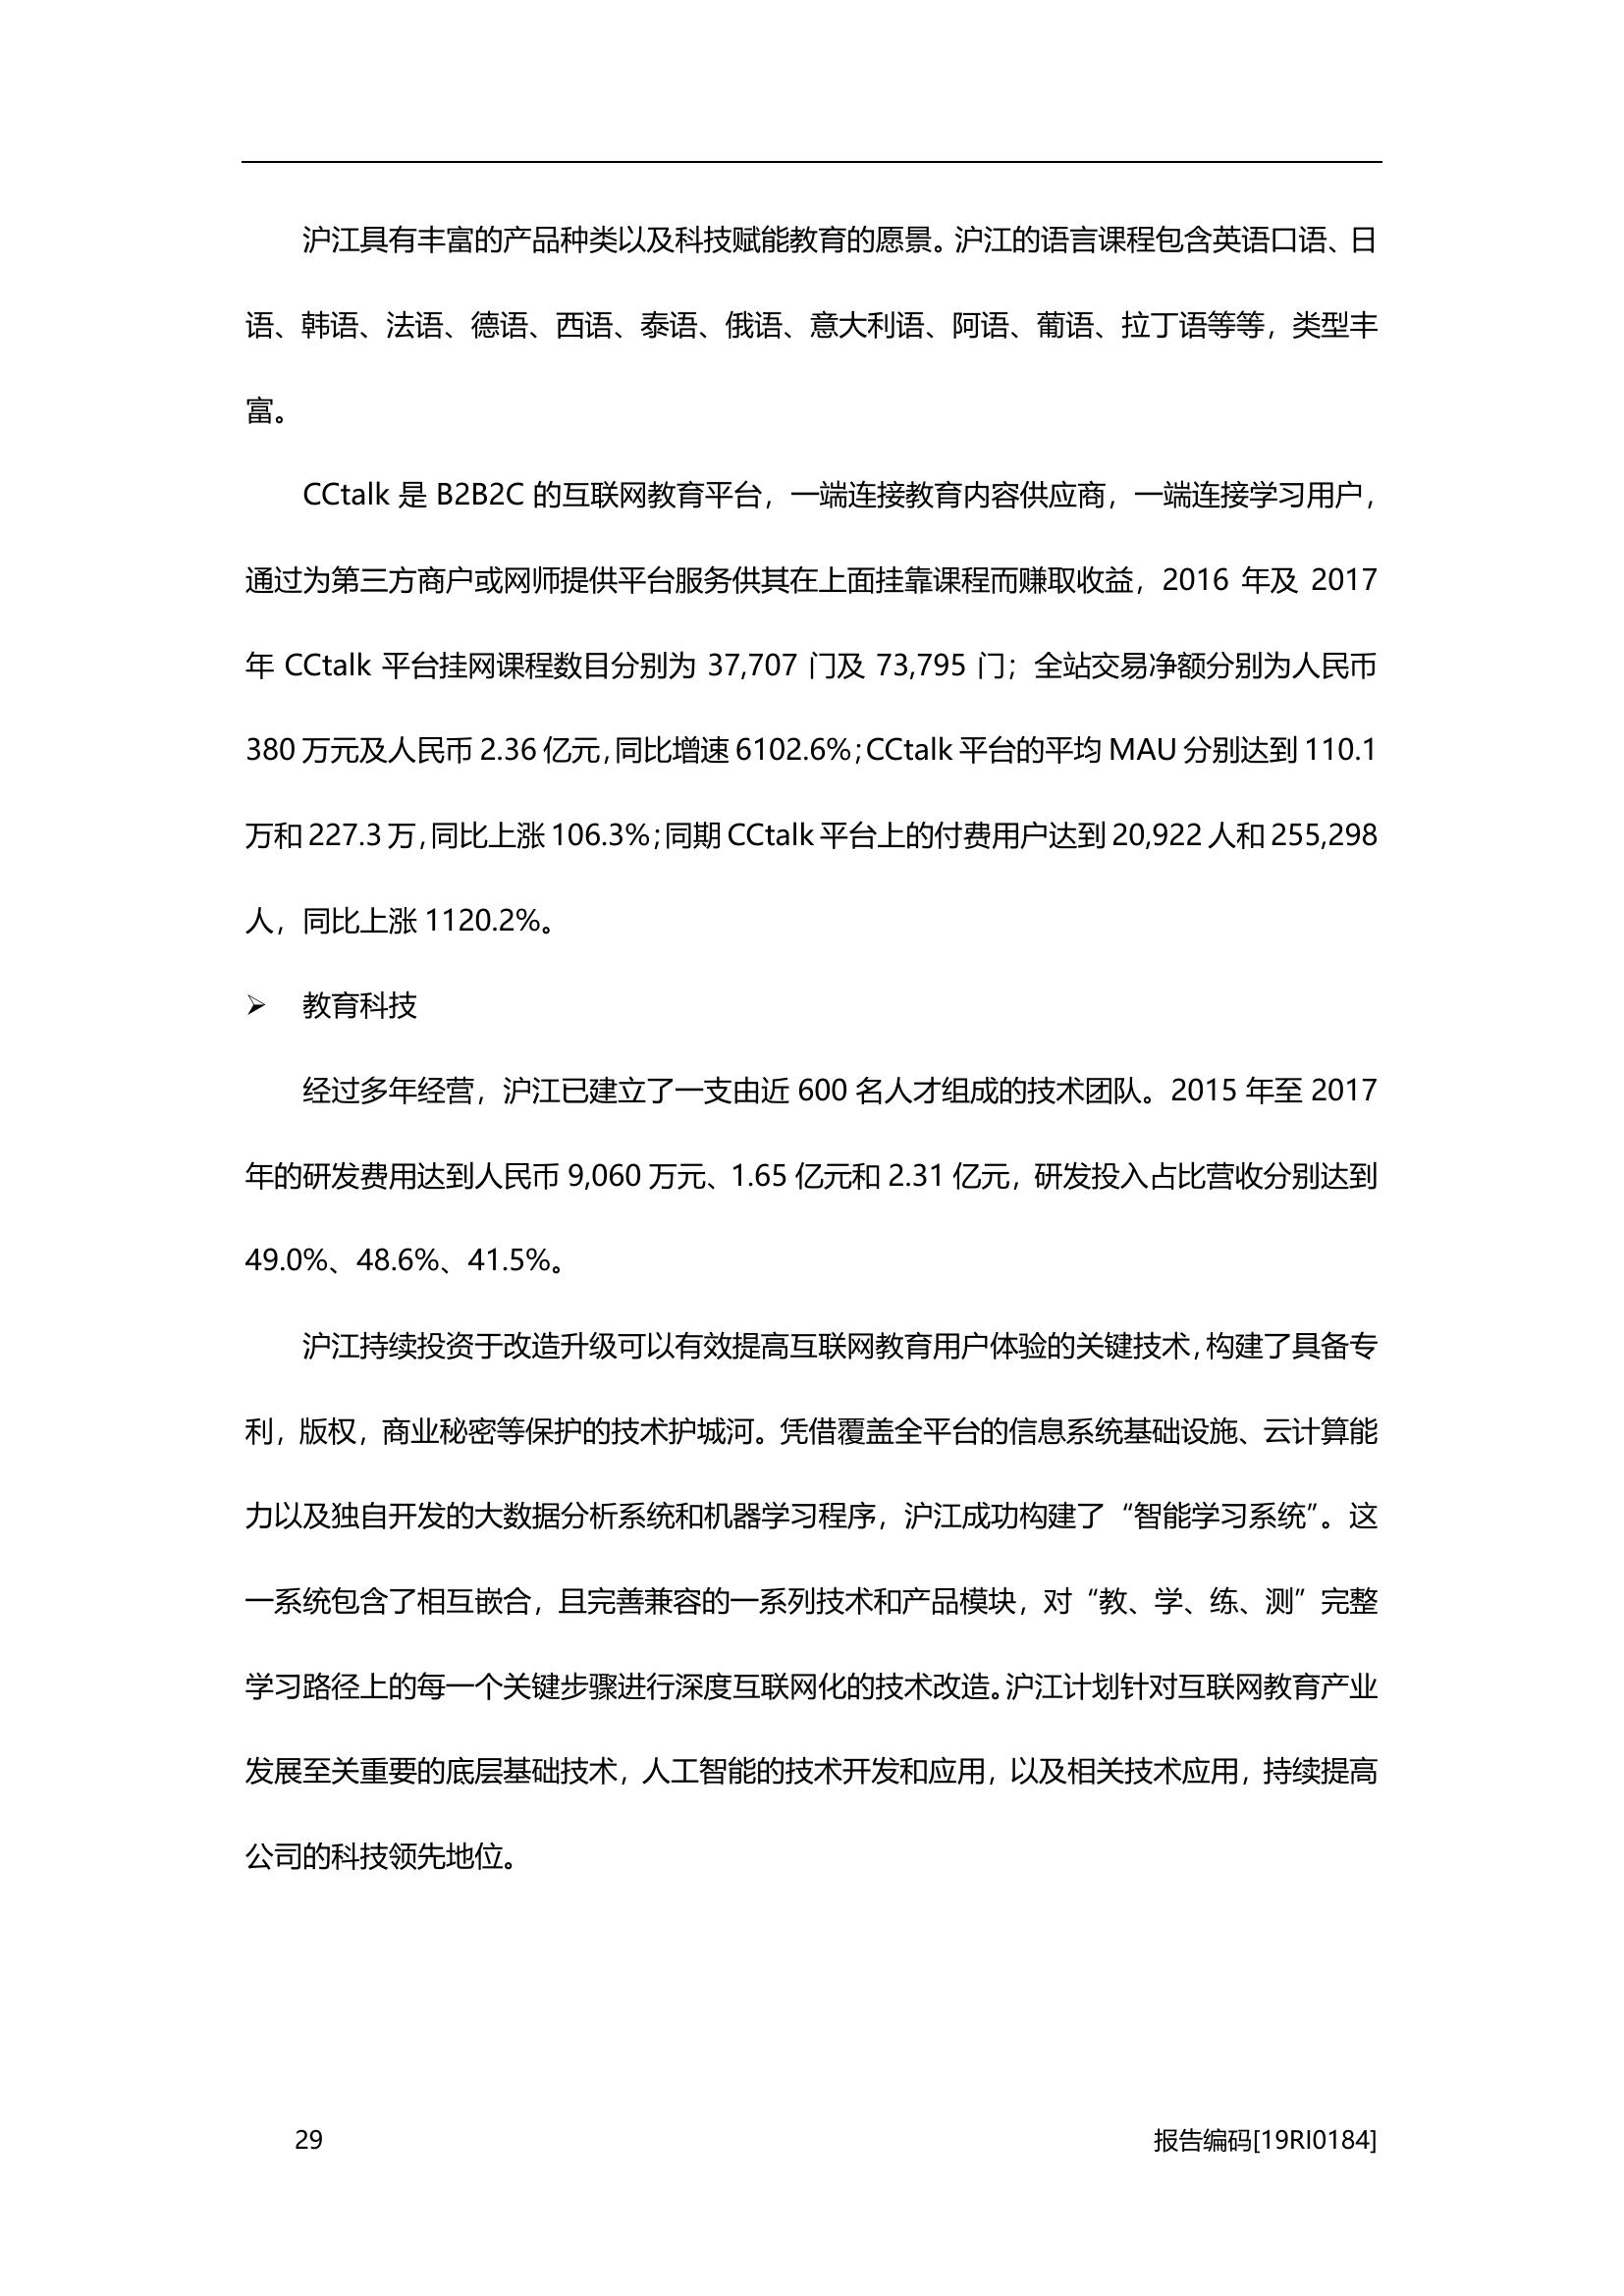 沪江具有丰富的产品种类以及科技赋能教育的愿景。沪江的语言课程包含英语口语、日
语、韩语、法语、德语、西语、泰语、俄语、意大利语、阿语、葡语、拉丁语等等，类型丰
富。
CCtalk 是 B2B2C 的互联网教育平台，一端连接教育内容供应商，一端连接学习用户，
通过为第三方商户或网师提供平台服务供其在上面挂靠课程而赚取收益，2016 年及 2017
年 CCtalk 平台挂网课程数目分别为 37,707 门及 73,795 门；全站交易净额分别为人民币
380 万元及人民币 2.36 亿元，同比增速 6102.6%；CCtalk 平台的平均 MAU 分别达到 110.1
万和 227.3 万，同比上涨 106.3%；同期 CCtalk 平台上的付费用户达到 20,922 人和 255,298
人，同比上涨 1120.2%。
➢ 教育科技
经过多年经营，沪江已建立了一支由近 600 名人才组成的技术团队。2015 年至 2017
年的研发费用达到人民币 9,060 万元、1.65 亿元和 2.31 亿元，研发投入占比营收分别达到
49.0%、48.6%、41.5%。
沪江持续投资于改造升级可以有效提高互联网教育用户体验的关键技术，构建了具备专
利，版权，商业秘密等保护的技术护城河。凭借覆盖全平台的信息系统基础设施、云计算能
力以及独自开发的大数据分析系统和机器学习程序，沪江成功构建了“智能学习系统”。这
一系统包含了相互嵌合，且完善兼容的一系列技术和产品模块，对“教、学、练、测”完整
学习路径上的每一个关键步骤进行深度互联网化的技术改造。沪江计划针对互联网教育产业
发展至关重要的底层基础技术，人工智能的技术开发和应用，以及相关技术应用，持续提高
公司的科技领先地位。
29
报告编码[19RI0184]